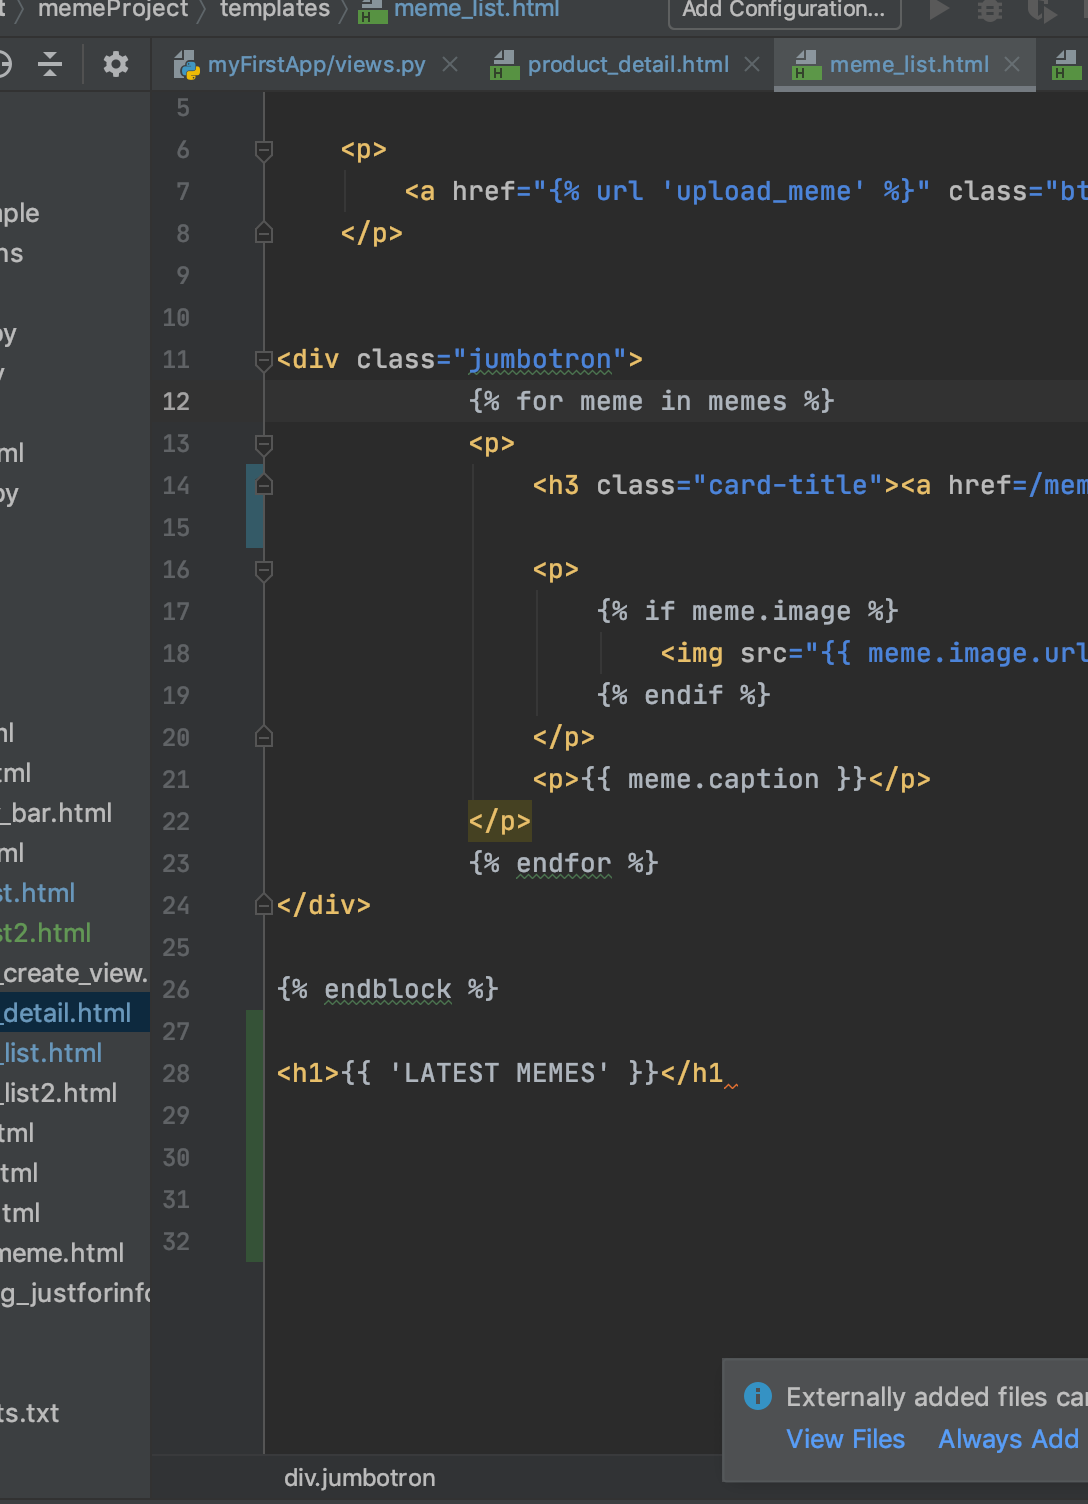 memeProject templates meme_list.html Add Configuration...
myFirstApp/views.py product_detail.html meme_list.html
5
6 <p>
7 <a href="{% url 'upload_meme' %}" class="bt
8 </p>
9
10
11 <div class="jumbotron">
12 {% for meme in memes %}
13 <p>
14 <h3 class="card-title"><a href=/mem
15
16 <p>
17 {% if meme.image %}
18 <img src="{{ meme.image.url
19 {% endif %}
20 </p>
21 <p>{{ meme.caption }}</p>
22 </p>
23 {% endfor %}
24 </div>
25
26 {% endblock %}
27
28 <h1>{{ 'LATEST MEMES' }}</h1
29
30
31
32
ple
ns
py
y
ml
py
ml
tml
_bar.html
ml
st.html
st2.html
_create_view.
_detail.html
_list.html
_list2.html
tml
tml
tml
meme.html
g_justforinfo
ts.txt
Externally added files ca
View Files Always Add
div.jumbotron